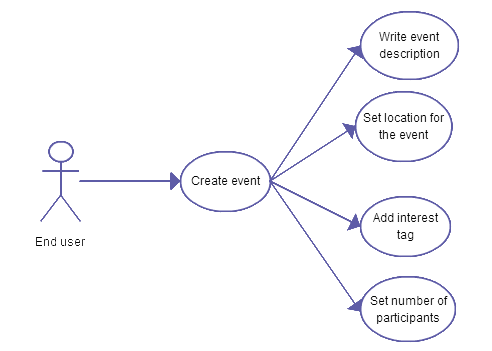 Write event
description
Set location for
the event
Create event
End user
Add interest
tag
Set number of
participants